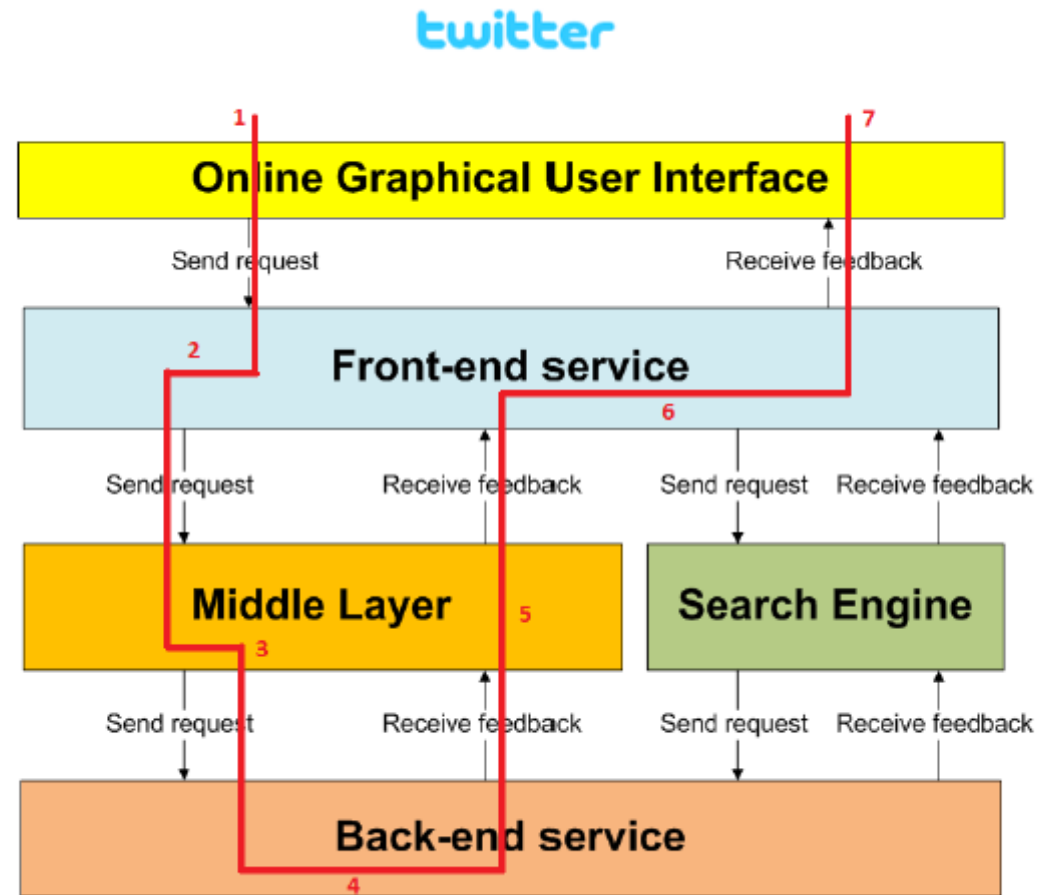 twitter
1
7
Online Graphical User Interface
Send request
Receive feedback
2
Front-end service
6
Send request
Receive feedback
Send request
Receive feedback
Middle Layer
5
Search Engine
3
Send request
Receive feedback
Send request
Receive feedback
Back-end service
4